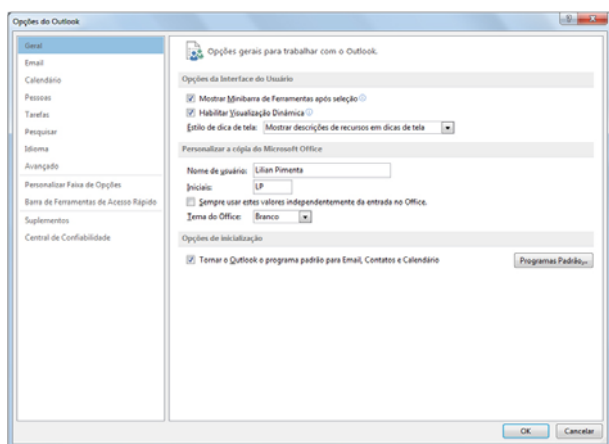 Opções do Outlook
Geral
Email
Calendário
Pessoas
Tarefas
Pesquisar
Idioma
Avançado
Personalizar Faixa de Opções
Barra de Ferramentas de Acesso Rápido
Suplementos
Central de Confiabilidade
Opções gerais para trabalhar com o Outlook.
Opções da Interface do Usuário
Mostrar Minibarra de Ferramentas após seleção
Habilitar Visualização Dinâmica
Estilo de dica de tela: Mostrar descrições de recursos em dicas de tela
Personalizar a cópia do Microsoft Office
Nome de usuário: Lilian Pimenta
Iniciais: LP
Sempre usar estes valores independentemente da entrada no Office.
Tema do Office: Branco
Opções de inicialização
Tornar o Outlook o programa padrão para Email, Contatos e Calendário Programas Padrão...
OK Cancelar